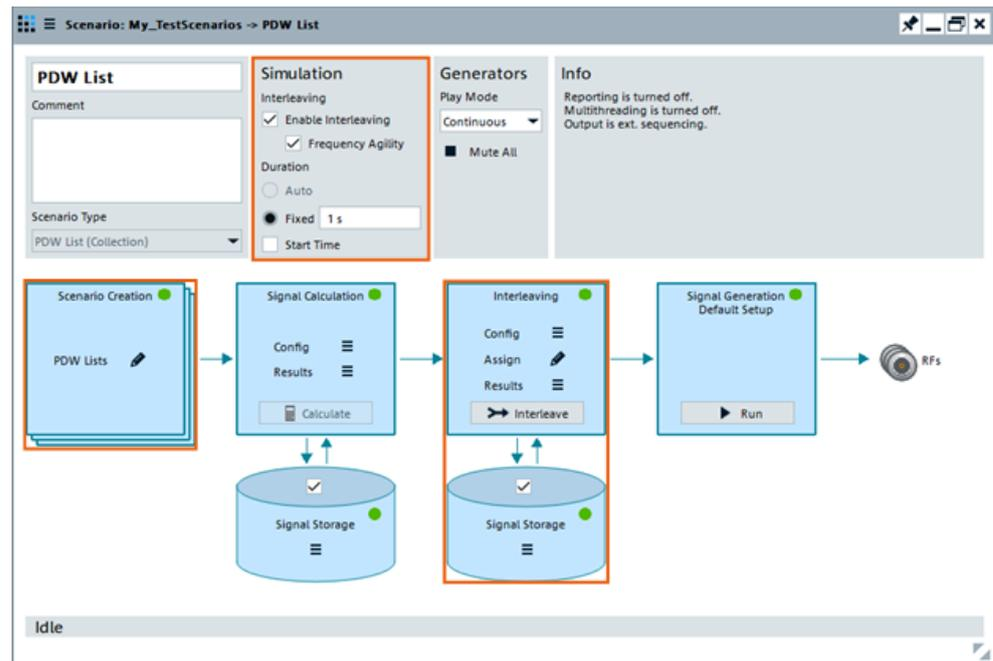 Scenario: My_TestScenarios -> PDW List
PDW List
Comment
Scenario Type
PDW List (Collection)
Simulation
Interleaving
Enable Interleaving
Frequency Agility
Duration
Auto
Fixed 1 s
Start Time
Generators
Play Mode
Continuous
Mute All
Info
Reporting is turned off.
Multithreading is turned off.
Output is ext. sequencing.
Scenario Creation
PDW Lists
Signal Calculation
Config
Results
Calculate
Signal Storage
Interleaving
Config
Assign
Results
Interleave
Signal Storage
Signal Generation
Default Setup
Run
RFs
Idle